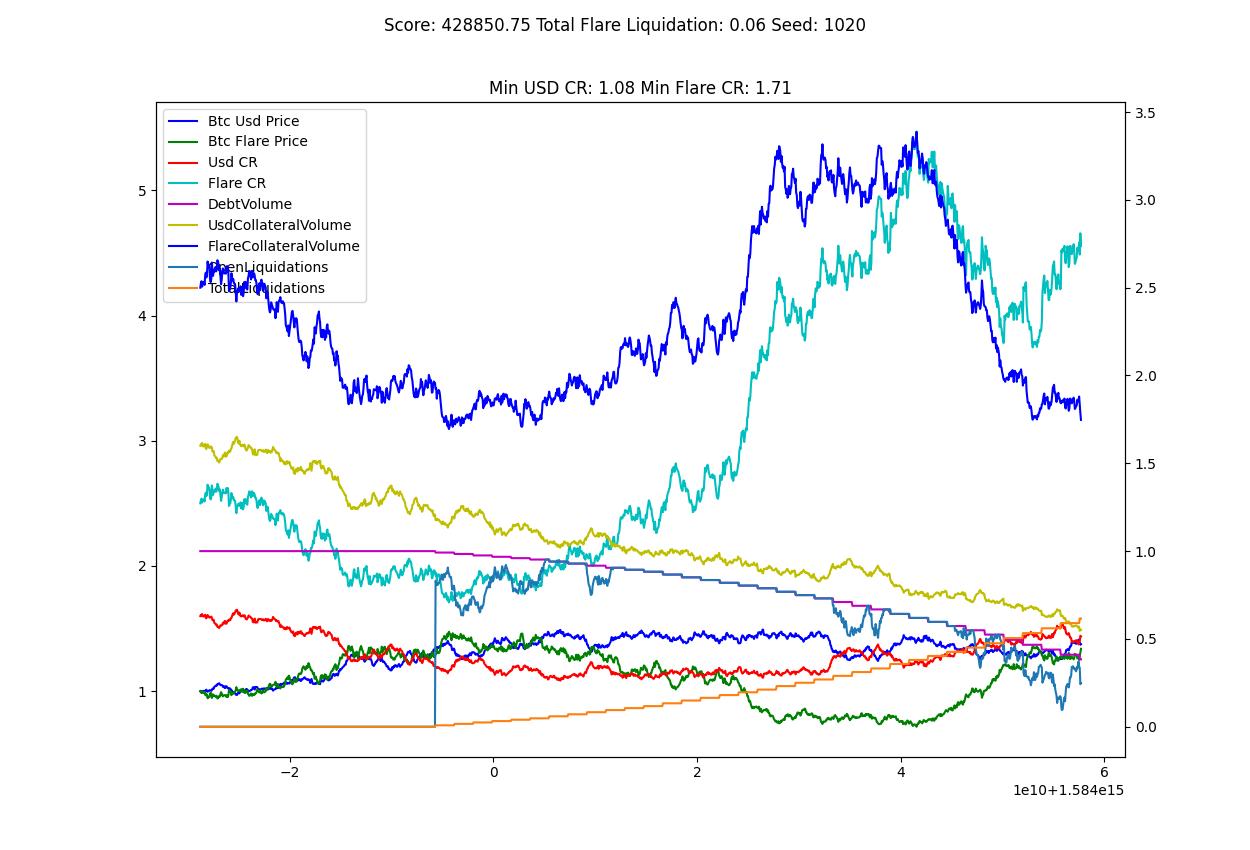 Score: 428850.75 Total Flare Liquidation: 0.06 Seed: 1020
Min USD CR: 1.08 Min Flare CR: 1.71
Btc Usd Price
Btc Flare Price
Usd CR
Flare CR
DebtVolume
UsdCollateralVolume
FlareCollateralVolume
OpenLiquidations
TotalLiquidations
5
4
3
2
1
3.5
3.0
2.5
2.0
1.5
1.0
0.5
0.0
−2 0 2 4 6
1e10+1.584e15